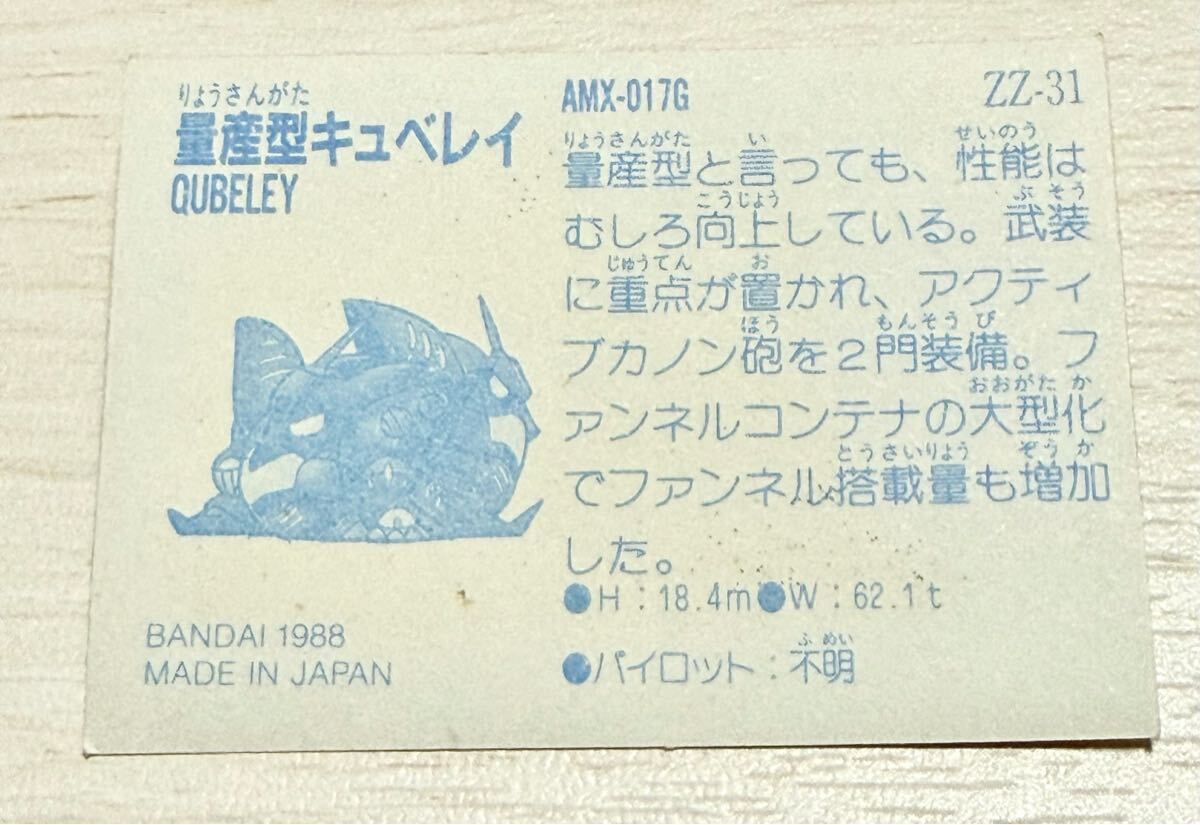 りょうさんがた
量産型キュベレイ
QUBELEY
BANDAI 1988
MADE IN JAPAN
AMX-017G
ZZ-31
りょうさんがた い せいのう
量産型と言っても、性能は
こうじょう ぶそう
むしろ向上している。武装
じゅうてん お
に重点が置かれ、アクティ
ほう もんそうび
ブカノン砲を2門装備。フ
おおがたか
ァンネルコンテナの大型化
とうさいりょう ぞうか
でファンネル搭載量も増加
した。
●H:18.4m●W:62.1t
ふめい
●パイロット:不明